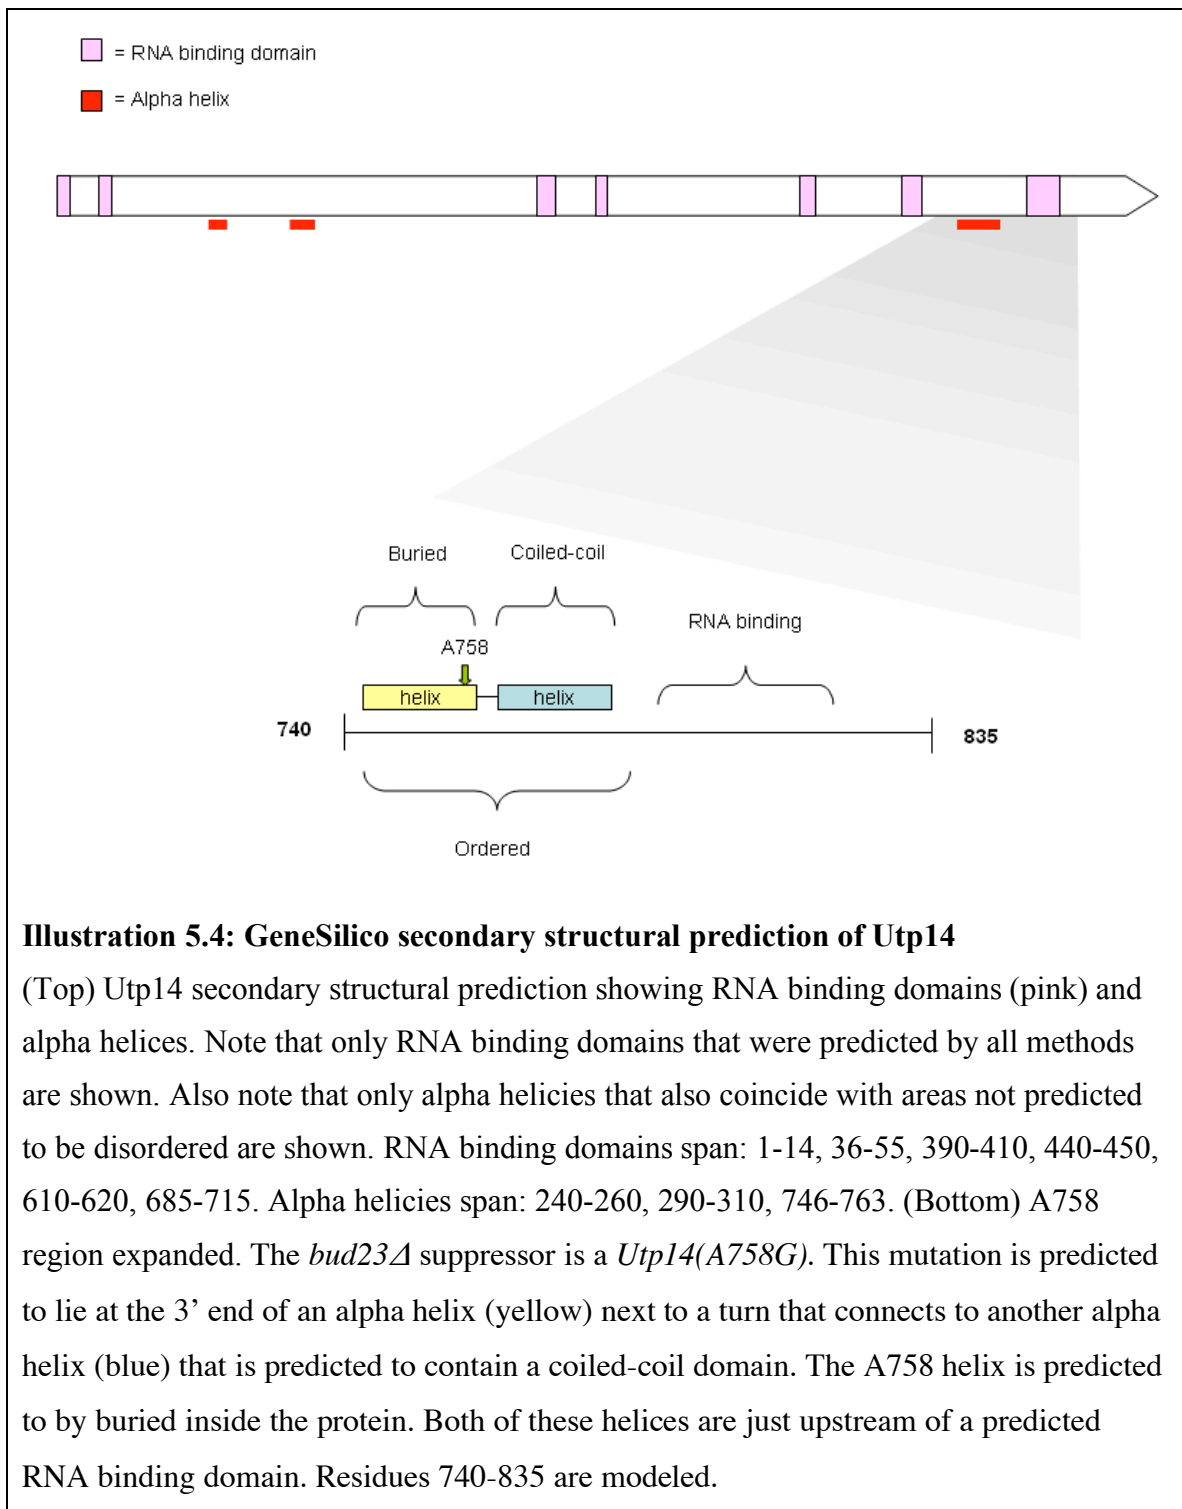 = RNA binding domain
= Alpha helix
Buried
Coiled-coil
RNA binding
A758
helix
helix
740
835
Ordered
Illustration 5.4: GeneSilico secondary structural prediction of Utp14
(Top) Utp14 secondary structural prediction showing RNA binding domains (pink) and
alpha helices. Note that only RNA binding domains that were predicted by all methods
are shown. Also note that only alpha helicies that also coincide with areas not predicted
to be disordered are shown. RNA binding domains span: 1-14, 36-55, 390-410, 440-450,
610-620, 685-715. Alpha helicies span: 240-260, 290-310, 746-763. (Bottom) A758
region expanded. The bud23Δ suppressor is a Utp14(A758G). This mutation is predicted
to lie at the 3’ end of an alpha helix (yellow) next to a turn that connects to another alpha
helix (blue) that is predicted to contain a coiled-coil domain. The A758 helix is predicted
to by buried inside the protein. Both of these helices are just upstream of a predicted
RNA binding domain. Residues 740-835 are modeled.